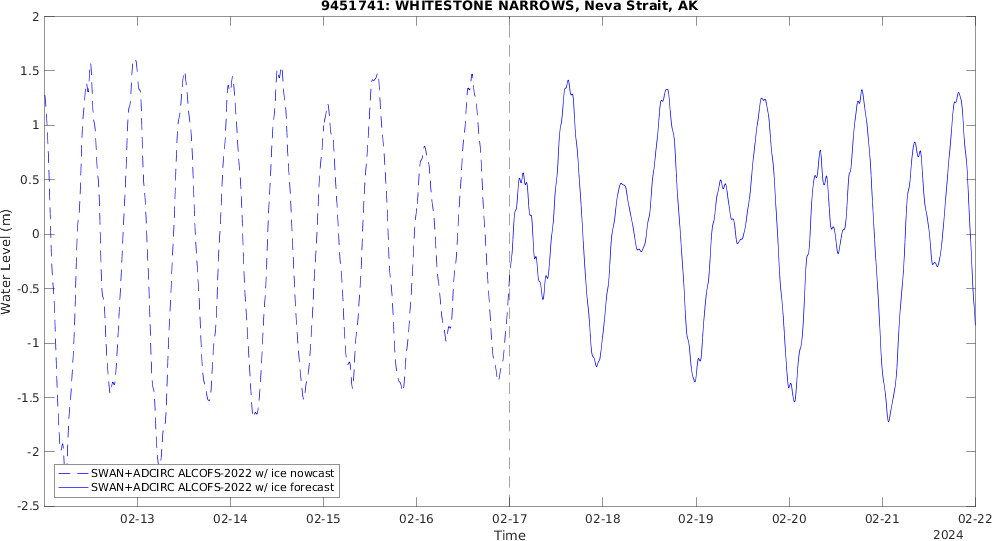 9451741: WHITESTONE NARROWS, Neva Strait, AK
Water Level (m)
2
1.5
1
0.5
0
-0.5
-1
-1.5
-2
-2.5
SWAN+ADCIRC ALCOFS-2022 w/ ice nowcast
SWAN+ADCIRC ALCOFS-2022 w/ ice forecast
02-13 02-14 02-15 02-16 02-17 02-18 02-19 02-20 02-21 02-22
Time
2024